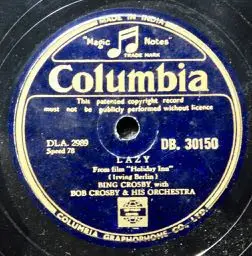 MADE IN INDIA
"Magic Notes"
TRADE MARK
Columbia
This patented copyright record
must not be publicly performed without licence
DLA. 2989
Speed 78
DB. 30150
LAZY
From film "Holiday Inn"
(Irving Berlin)
BING CROSBY, with
BOB CROSBY & HIS ORCHESTRA
COLUMBIA GRAPHOPHONE CO., LTD.